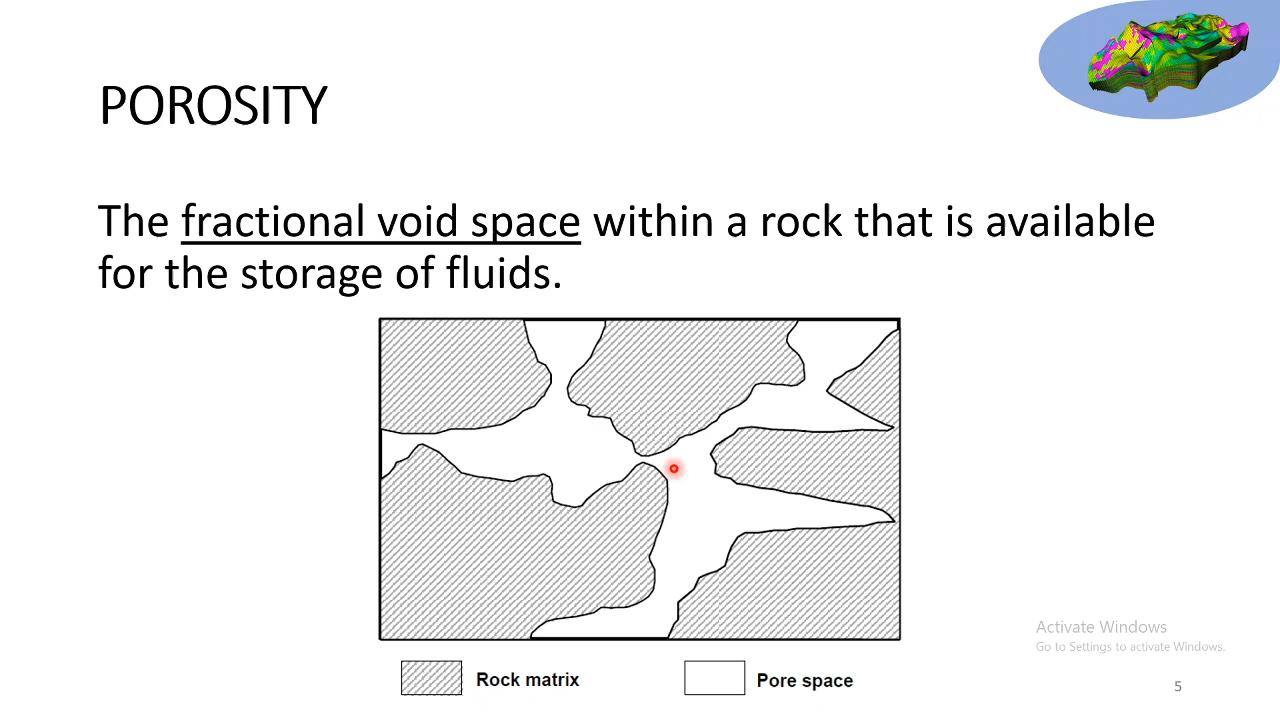 POROSITY
The fractional void space within a rock that is available
for the storage of fluids.
Rock matrix
Pore space
Activate Windows
Go to Settings to activate Windows.
5